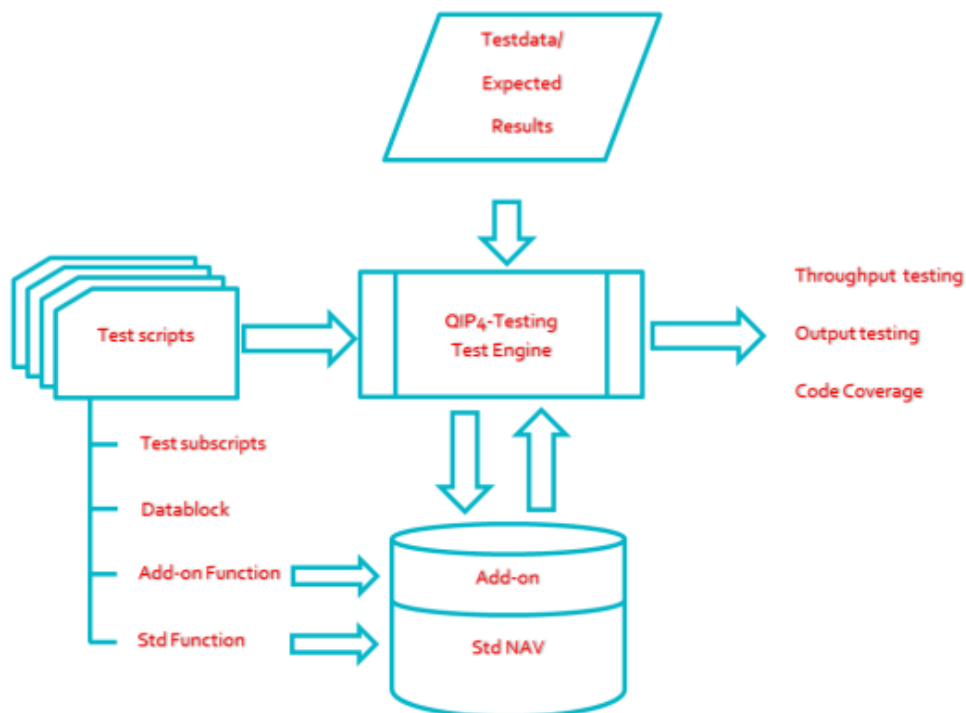 Testdata/
Expected
Results
Test scripts
QIP4-Testing
Test Engine
Throughput testing
Output testing
Code Coverage
Test subscripts
Datablock
Add-on Function
Std Function
Add-on
Std NAV